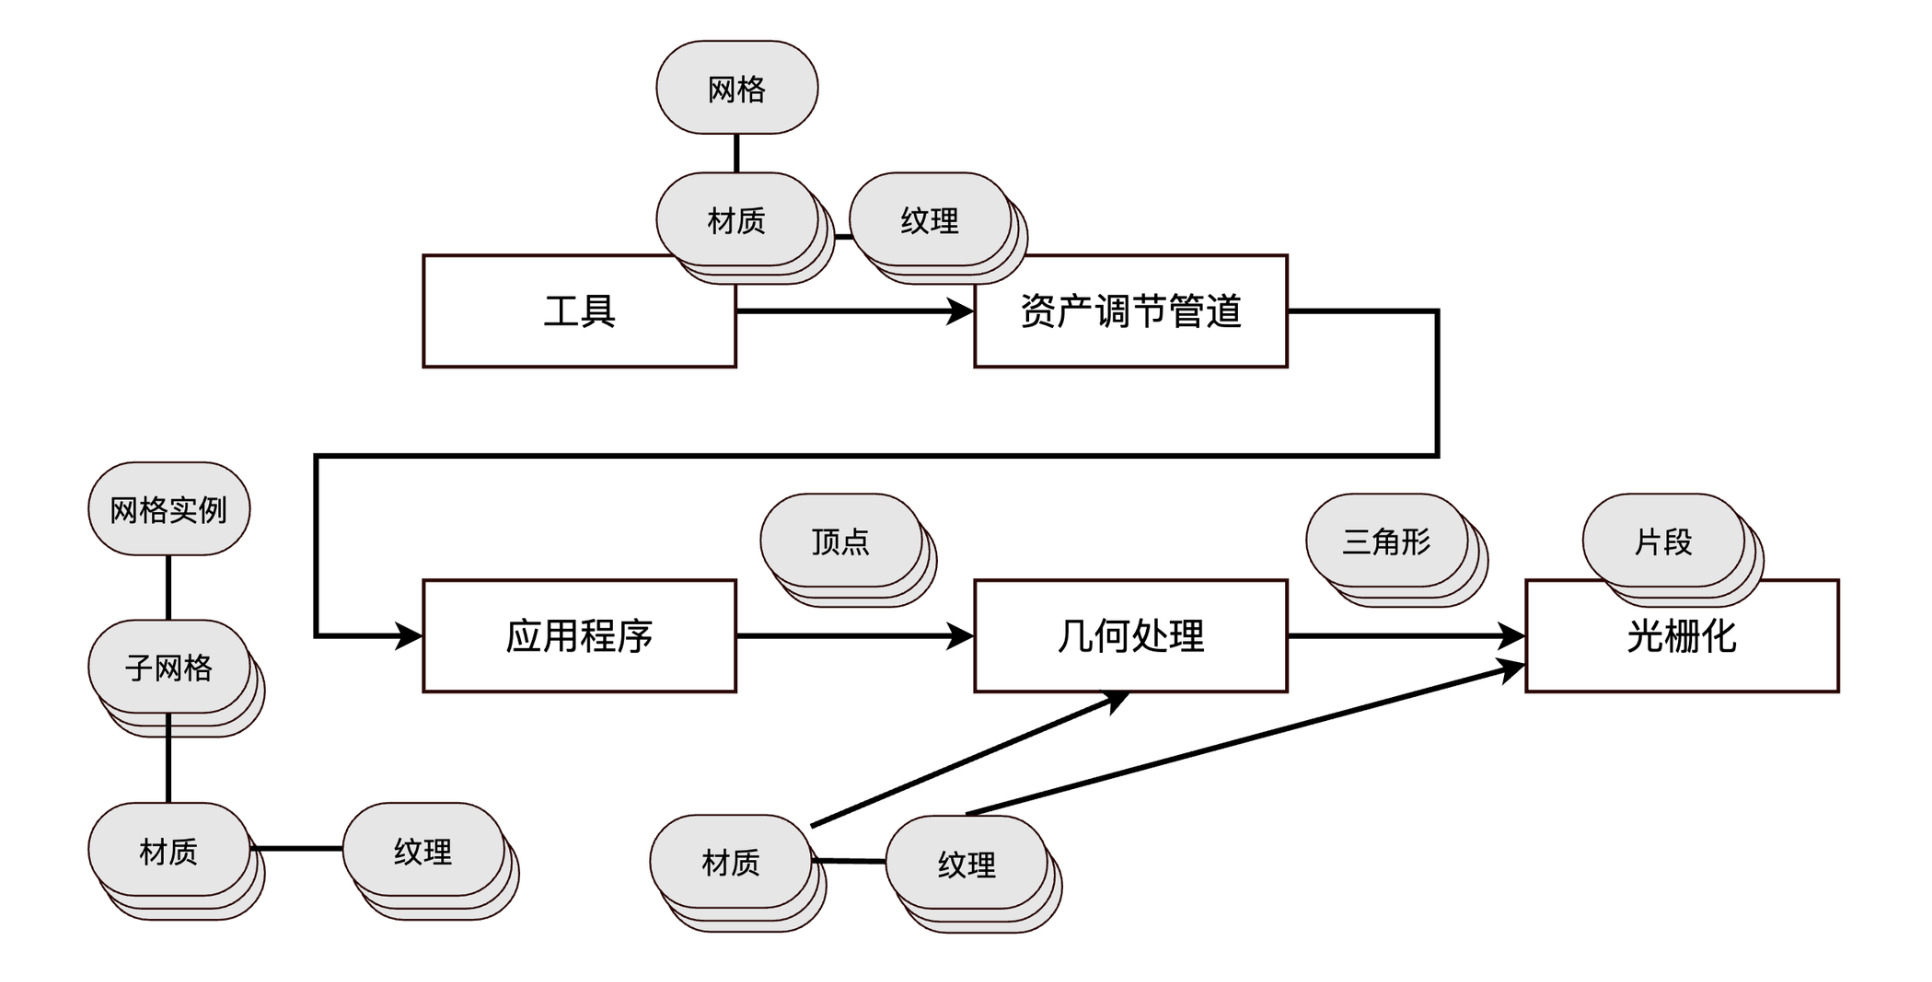 网格
材质
纹理
工具
资产调节管道
网格实例
顶点
三角形
片段
子网格
应用程序
几何处理
光栅化
材质
纹理
材质
纹理